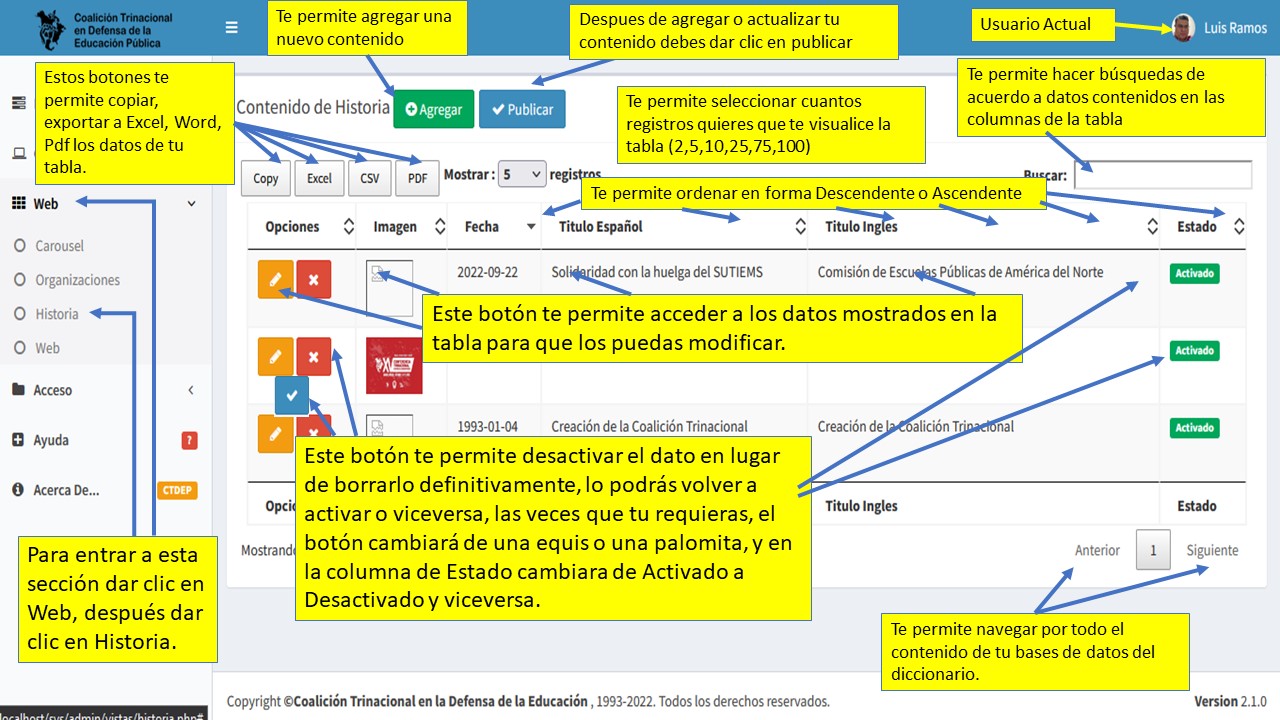 Coalición Trinacional
en Defensa de la
Educación Pública
Te permite agregar una
nuevo contenido
Despues de agregar o actualizar tu
contenido debes dar clic en publicar
Usuario Actual
Luis Ramos
Estos botones te
permite copiar,
exportar a Excel, Word,
Pdf los datos de tu
tabla.
Contenido de Historia
Agregar
Publicar
Te permite seleccionar cuantos
registros quieres que te visualice la
tabla (2,5,10,25,75,100)
Te permite hacer búsquedas de
acuerdo a datos contenidos en las
columnas de la tabla
Copy
Excel
CSV
PDF
Mostrar : 5 registros
Buscar:
Te permite ordenar en forma Descendente o Ascendente
Web
Carousel
Organizaciones
Historia
Web
Acceso
Ayuda
?
Acerca De...
CTDEP
Opciones Imagen Fecha Titulo Español Titulo Ingles Estado
2022-09-22 Solidaridad con la huelga del SUTIEMS Comisión de Escuelas Públicas de América del Norte Activado
Este botón te permite acceder a los datos mostrados en la
tabla para que los puedas modificar.
Activado
1993-01-04 Creación de la Coalición Trinacional Creación de la Coalición Trinacional Activado
Este botón te permite desactivar el dato en lugar
de borrarlo definitivamente, lo podrás volver a
activar o viceversa, las veces que tu requieras, el
botón cambiará de una equis o una palomita, y en
la columna de Estado cambiara de Activado a
Desactivado y viceversa.
Opcio Titulo Ingles Estado
Mostrando
Anterior 1 Siguiente
Para entrar a esta
sección dar clic en
Web, después dar
clic en Historia.
Te permite navegar por todo el
contenido de tu bases de datos del
diccionario.
Copyright ©Coalición Trinacional en la Defensa de la Educación , 1993-2022. Todos los derechos reservados.
Version 2.1.0
localhost/sys/admin/vistas/historia.php#